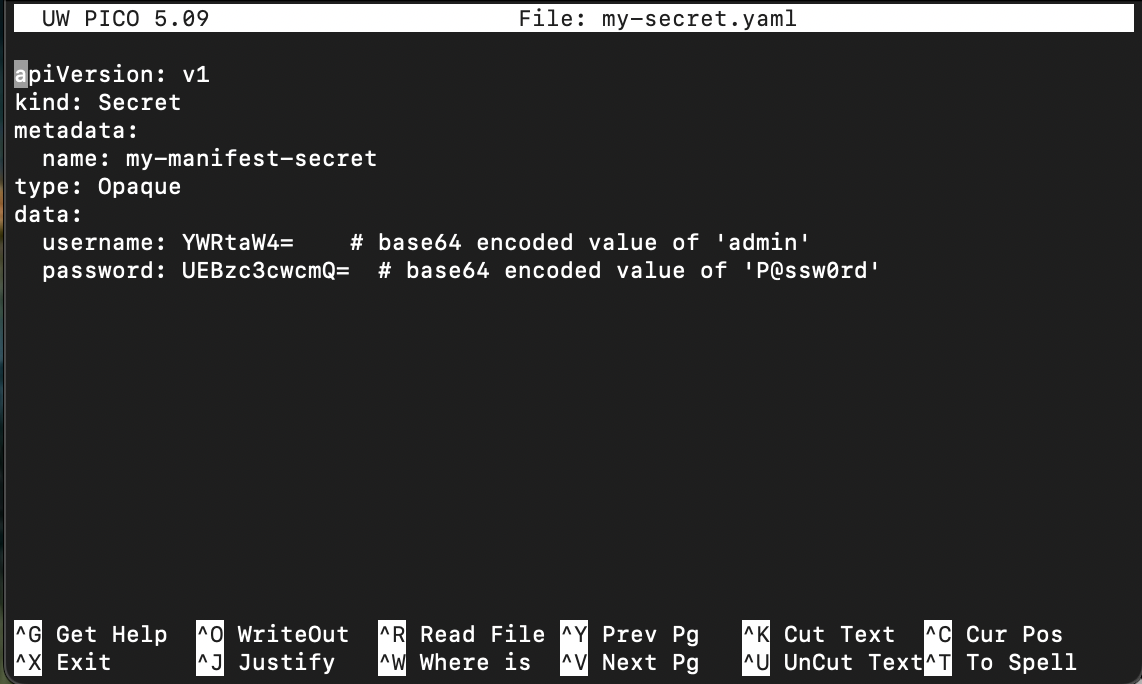 UW PICO 5.09 File: my-secret.yaml
apiVersion: v1
kind: Secret
metadata:
  name: my-manifest-secret
type: Opaque
data:
  username: YWRtaW4=    # base64 encoded value of 'admin'
  password: UEBzc3cwcmQ=  # base64 encoded value of 'P@ssw0rd'
^G Get Help ^O WriteOut ^R Read File ^Y Prev Pg ^K Cut Text ^C Cur Pos
^X Exit ^J Justify ^W Where is ^V Next Pg ^U UnCut Text ^T To Spell